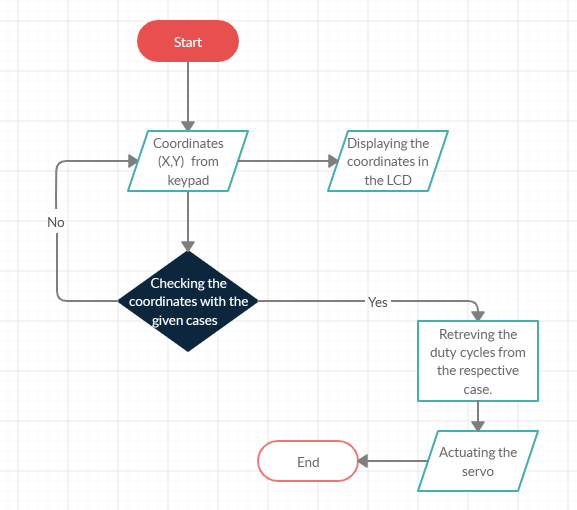 Start
Coordinates
(X,Y) from
keypad
Displaying the
coordinates in
the LCD
No
Checking the
coordinates with the
given cases
Yes
Retreving the
duty cycles from
the respective
case.
Actuating the
servo
End